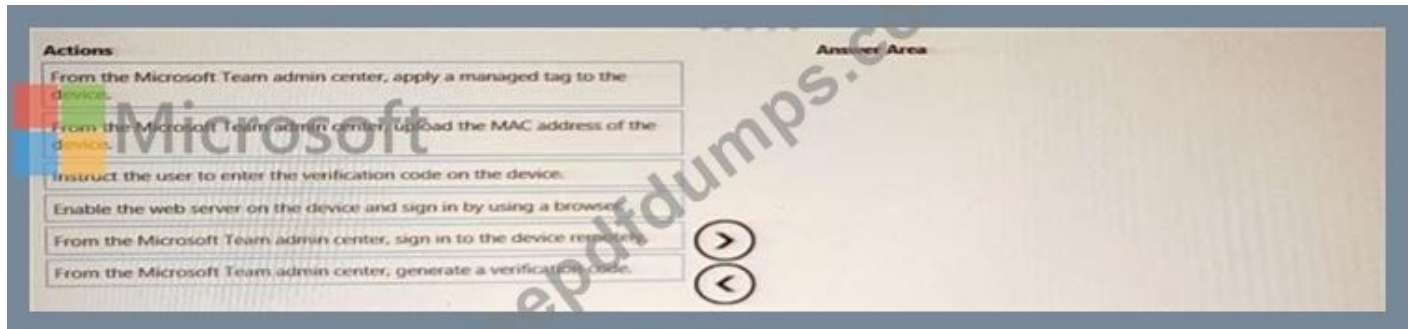 Actions
Answer Area
From the Microsoft Team admin center, apply a managed tag to the
device.
From the Microsoft Team admin center, upload the MAC address of the
device.
Microsoft
Instruct the user to enter the verification code on the device.
Enable the web server on the device and sign in by using a browser.
From the Microsoft Team admin center, sign in to the device remotely.
From the Microsoft Team admin center, generate a verification code.
epdfdumps.co